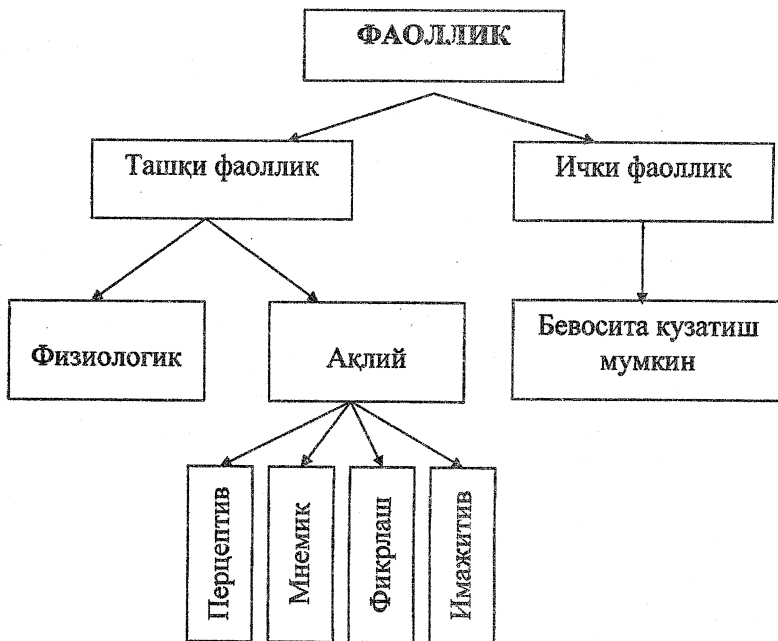 ФАОЛЛИК
Ташқи фаоллик
Ички фаоллик
Физиологик
Ақлий
Бевосита кузатиш
мумкин
Перцептив
Мнемик
Фикрлаш
Имажитив